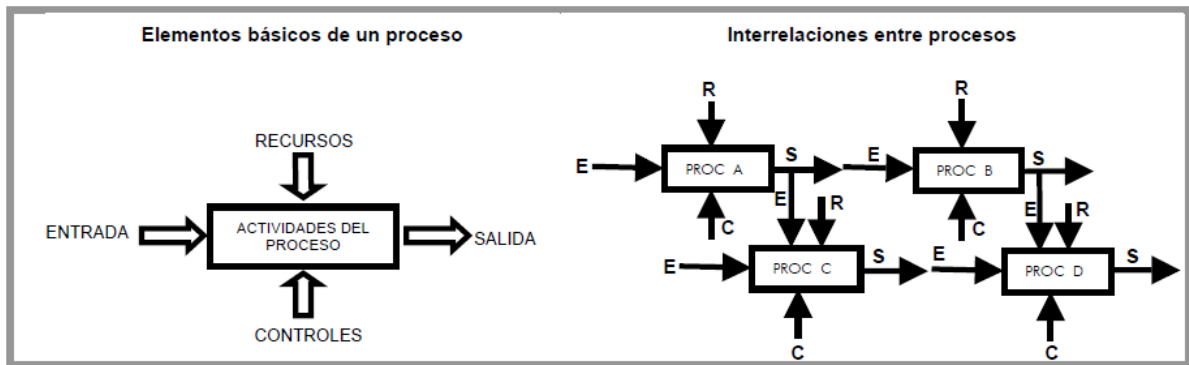 Elementos básicos de un proceso
RECURSOS
ENTRADA
ACTIVIDADES DEL
PROCESO
SALIDA
CONTROLES
Interrelaciones entre procesos
R
R
E
PROC A
S
E
PROC B
S
E
R
E
R
C
C
E
PROC C
S
E
PROC D
S
C
C